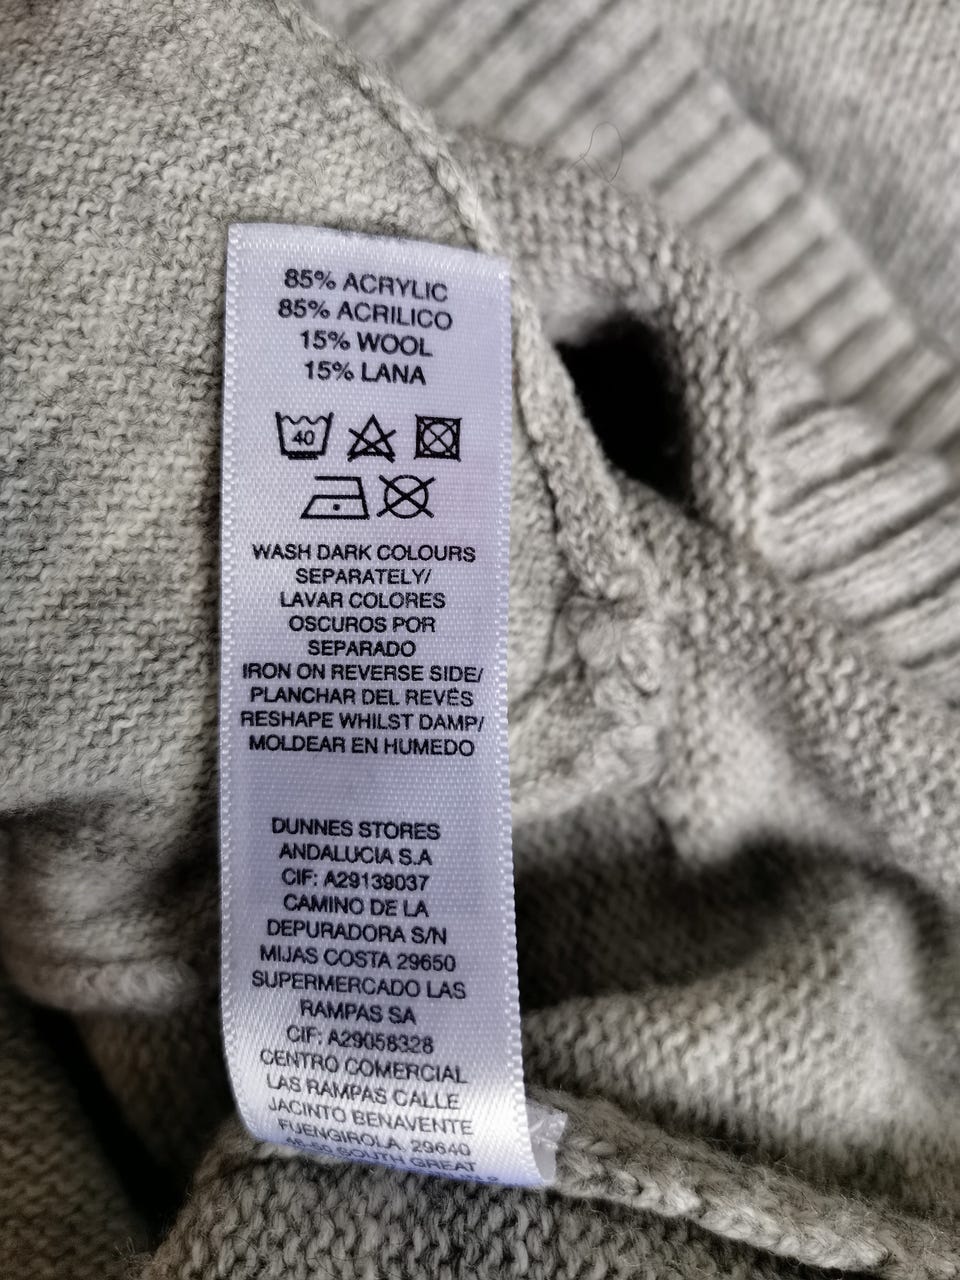 85% ACRYLIC
85% ACRILICO
15% WOOL
15% LANA
40
WASH DARK COLOURS
SEPARATELY/
LAVAR COLORES
OSCUROS POR
SEPARADO
IRON ON REVERSE SIDE/
PLANCHAR DEL REVÉS
RESHAPE WHILST DAMP/
MOLDEAR EN HUMEDO
DUNNES STORES
ANDALUCIA S.A
CIF: A29139037
CAMINO DE LA
DEPURADORA S/N
MIJAS COSTA 29650
SUPERMERCADO LAS
RAMPAS SA
CIF: A29058328
CENTRO COMERCIAL
LAS RAMPAS CALLE
JACINTO BENAVENTE
FUENGIROLA, 29640
SOUTH GREAT